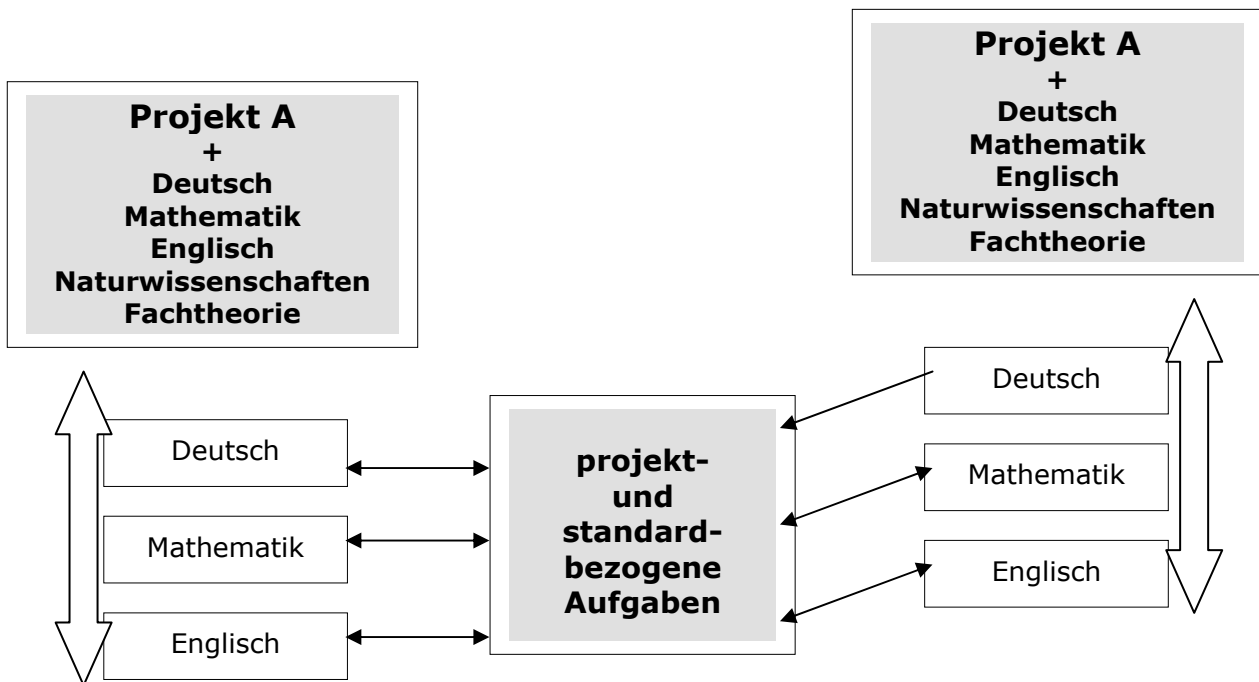 Projekt A
+
Deutsch
Mathematik
Englisch
Naturwissenschaften
Fachtheorie
Projekt A
+
Deutsch
Mathematik
Englisch
Naturwissenschaften
Fachtheorie
Deutsch
Mathematik
Englisch
projekt-
und
standard-
bezogene
Aufgaben
Deutsch
Mathematik
Englisch